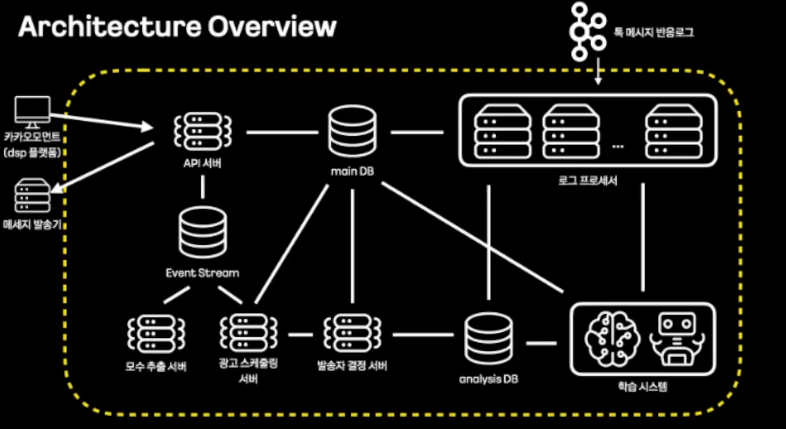 Architecture Overview
톡 메시지 반응로그
카카오모먼트
(dsp 플랫폼)
API 서버
main DB
...
로그 프로세서
메세지 발송기
Event Stream
모수 추출 서버
광고 스케줄링
서버
발송자 결정 서버
analysis DB
학습 시스템